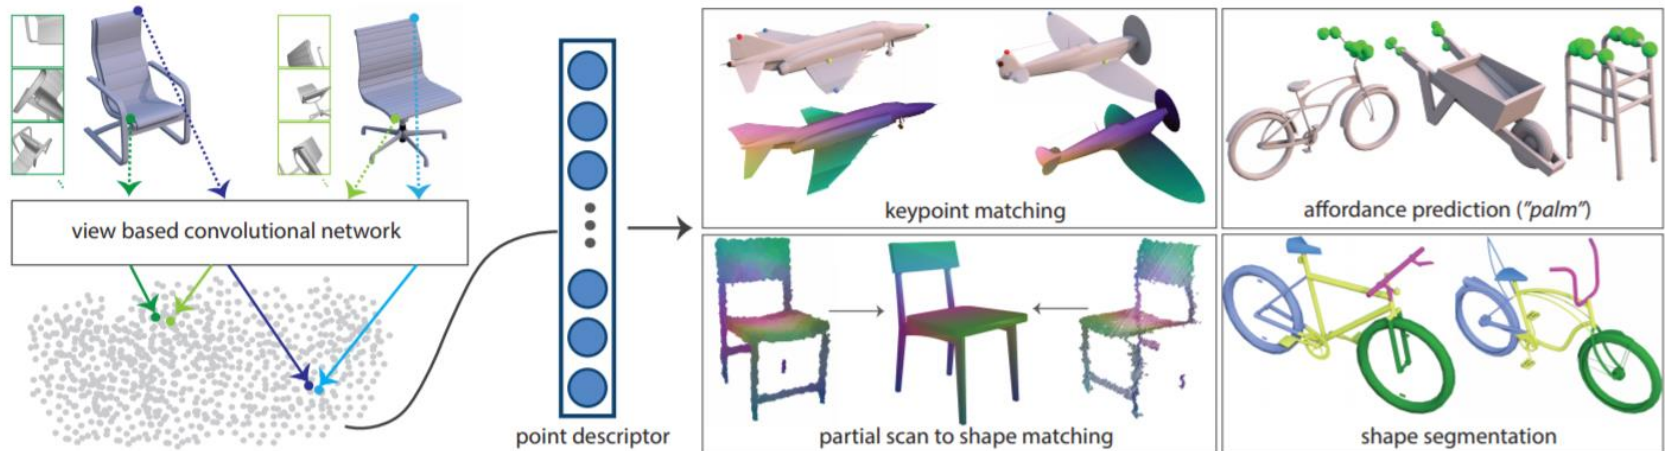 view based convolutional network
point descriptor
keypoint matching
affordance prediction ("palm")
partial scan to shape matching
shape segmentation